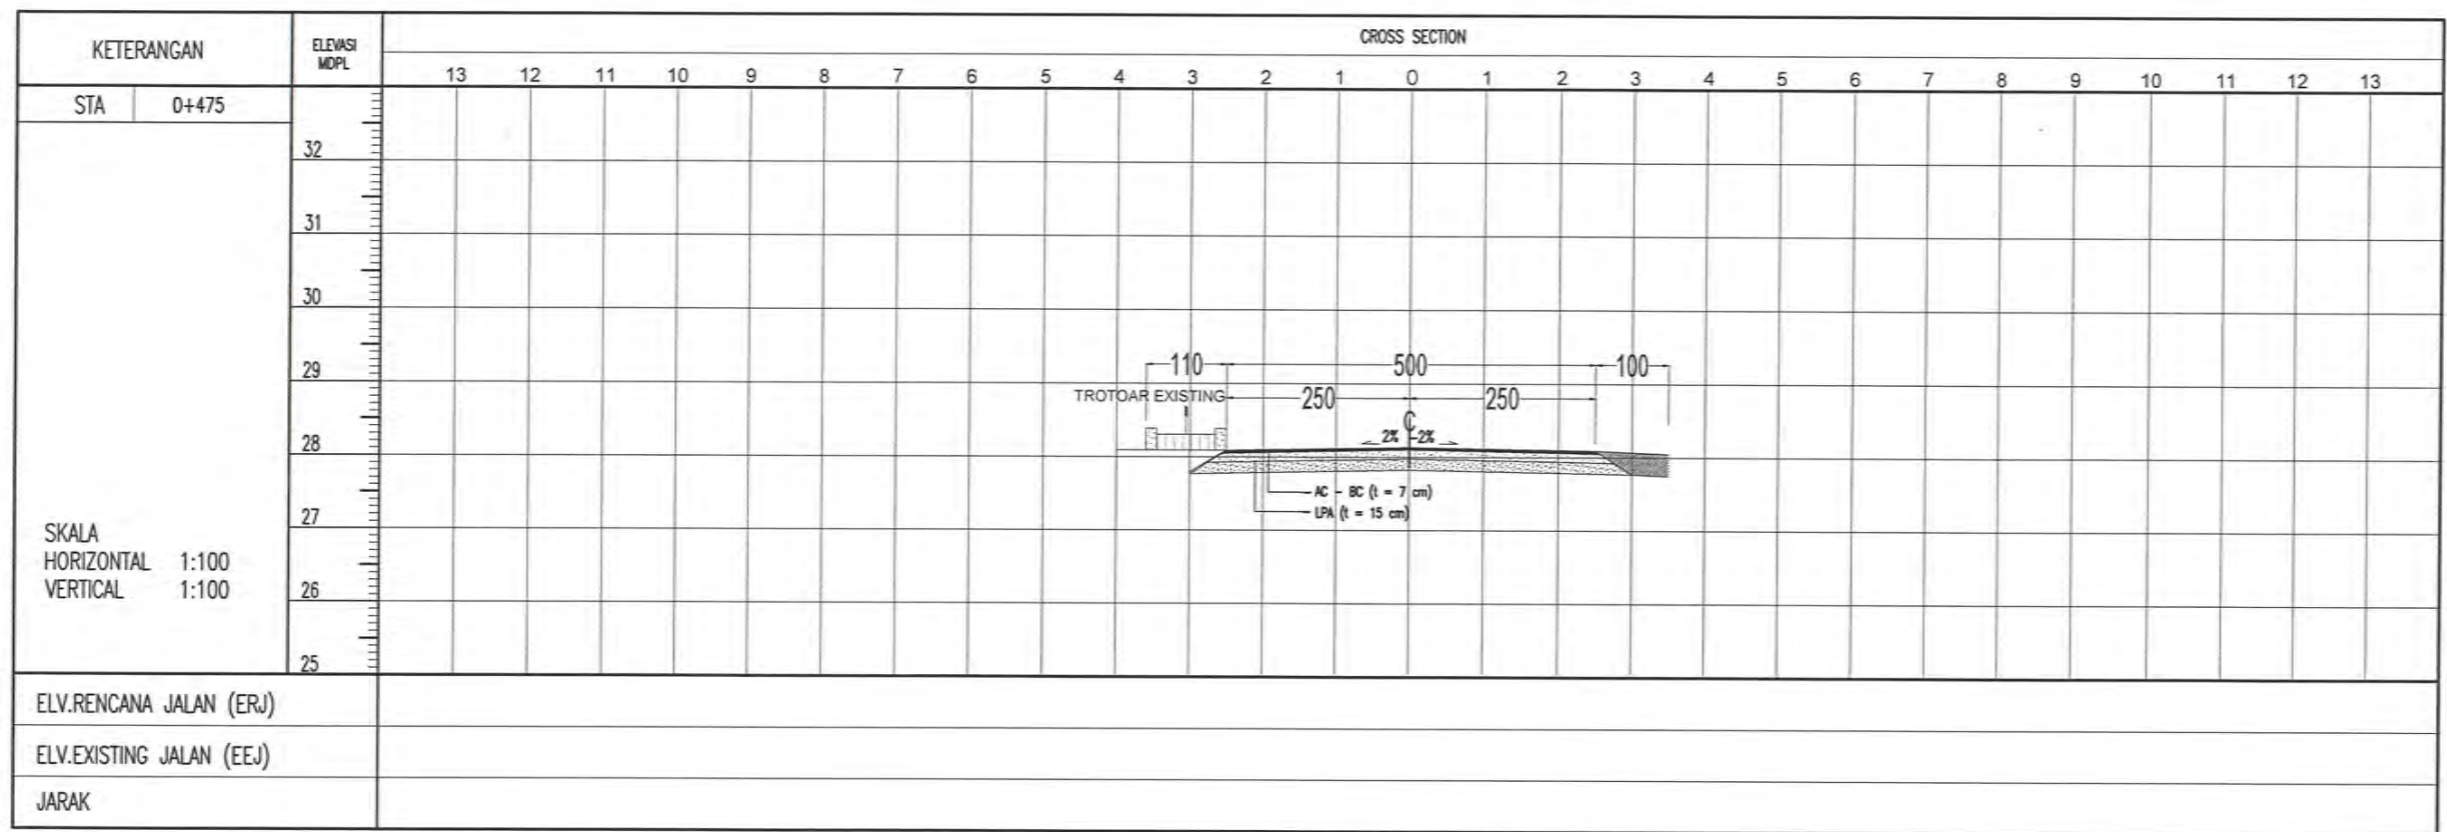 KETERANGAN
ELEVASI
MDPL
CROSS SECTION
13 12 11 10 9 8 7 6 5 4 3 2 1 0 1 2 3 4 5 6 7 8 9 10 11 12 13
STA 0+475
32
31
30
29
28
27
26
25
110 500 100
TROTOAR EXISTING 250 250
2% -2%
AC - BC (t = 7 cm)
LPA (t = 15 cm)
SKALA
HORIZONTAL 1:100
VERTICAL 1:100
ELV.RENCANA JALAN (ERJ)
ELV.EXISTING JALAN (EEJ)
JARAK